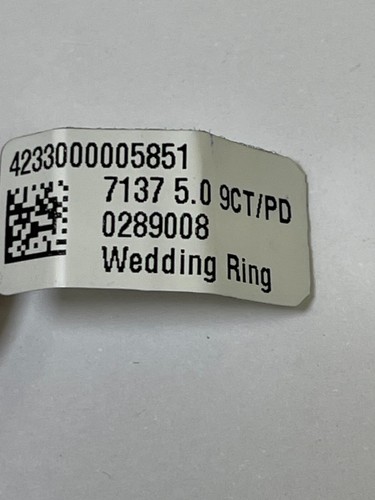 4233000005851
7137 5.0 9CT/PD
0289008
Wedding Ring